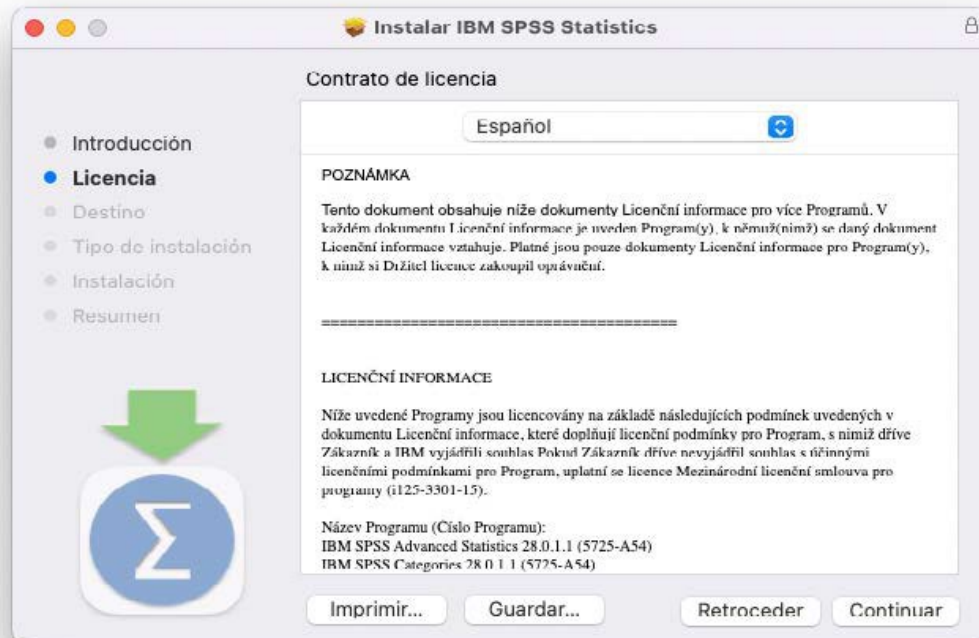 Instalar IBM SPSS Statistics
Contrato de licencia
Introducción
Licencia
Destino
Tipo de instalación
Instalación
Resumen
Español
POZNÁMKA
Tento dokument obsahuje níže dokumenty Licenční informace pro více Programů. V
každém dokumentu Licenční informace je uveden Program(y), k němuž(nimž) se daný dokument
Licenční informace vztahuje. Platné jsou pouze dokumenty Licenční informace pro Program(y),
k nimž si Držitel licence zakoupil oprávnění.
========================================
LICENČNÍ INFORMACE
Níže uvedené Programy jsou licencovány na základě následujících podmínek uvedených v
dokumentu Licenční informace, které doplňují licenční podmínky pro Program, s nimiž dříve
Zákazník a IBM vyjádřili souhlas Pokud Zákazník dříve nevyjádřil souhlas s účinnými
licenčními podmínkami pro Program, uplatní se licence Mezinárodní licenční smlouva pro
programy (i125-3301-15).
Název Programu (Číslo Programu):
IBM SPSS Advanced Statistics 28.0.1.1 (5725-A54)
IBM SPSS Categories 28.0.1.1 (5725-A54)
Σ
Imprimir... Guardar... Retroceder Continuar